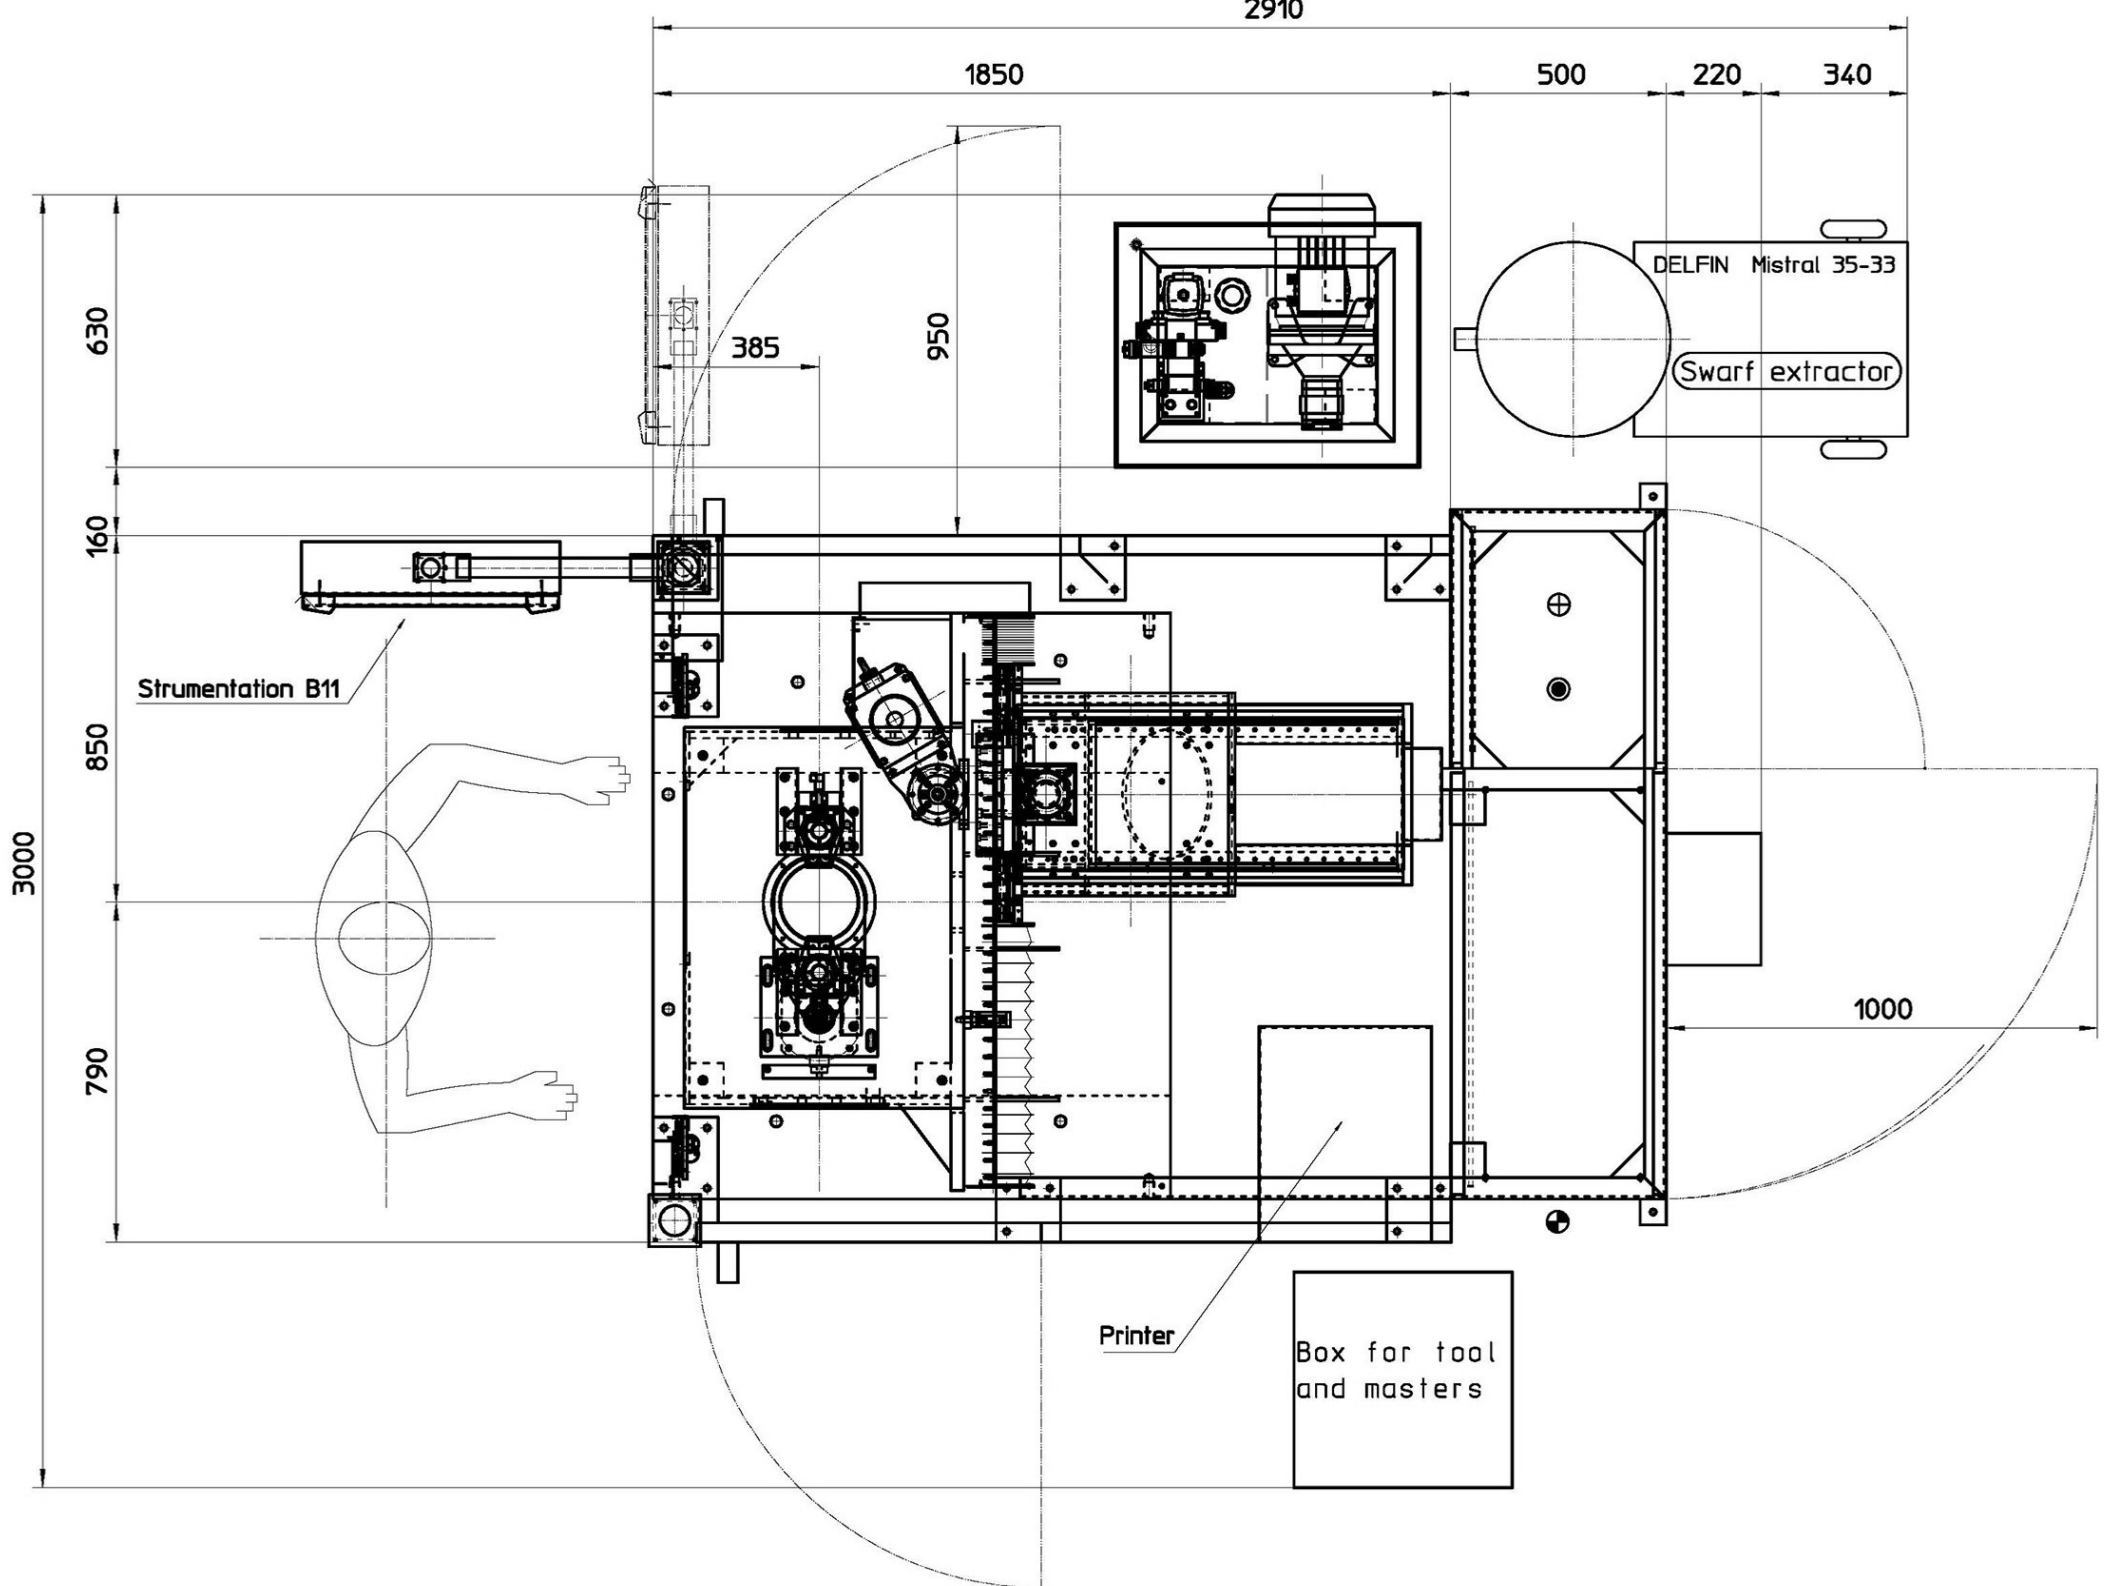 2910
1850
500
220
340
DELFIN Mistral 35-33
630
385
950
Swarf extractor
160
Strumentation B11
850
3000
1000
790
Printer
Box for tool
and masters